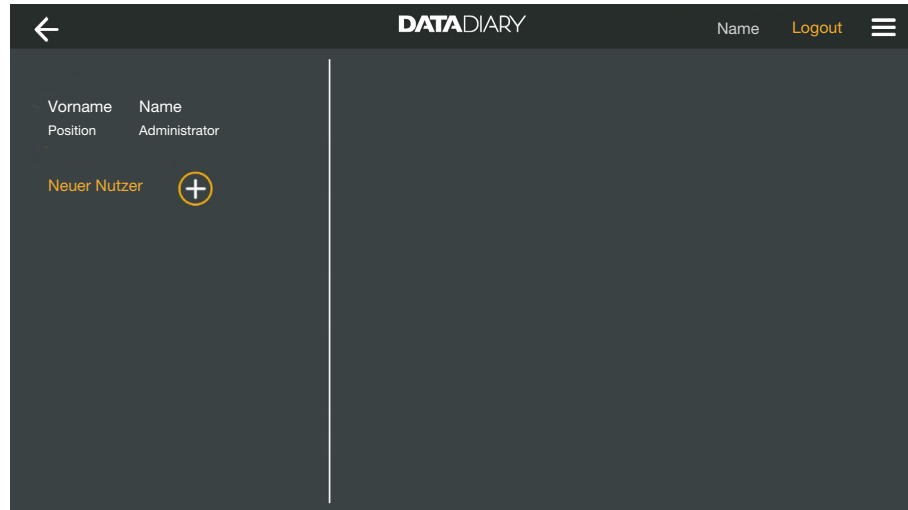 DATADIARY Name Logout
Vorname Name
Position Administrator
Neuer Nutzer